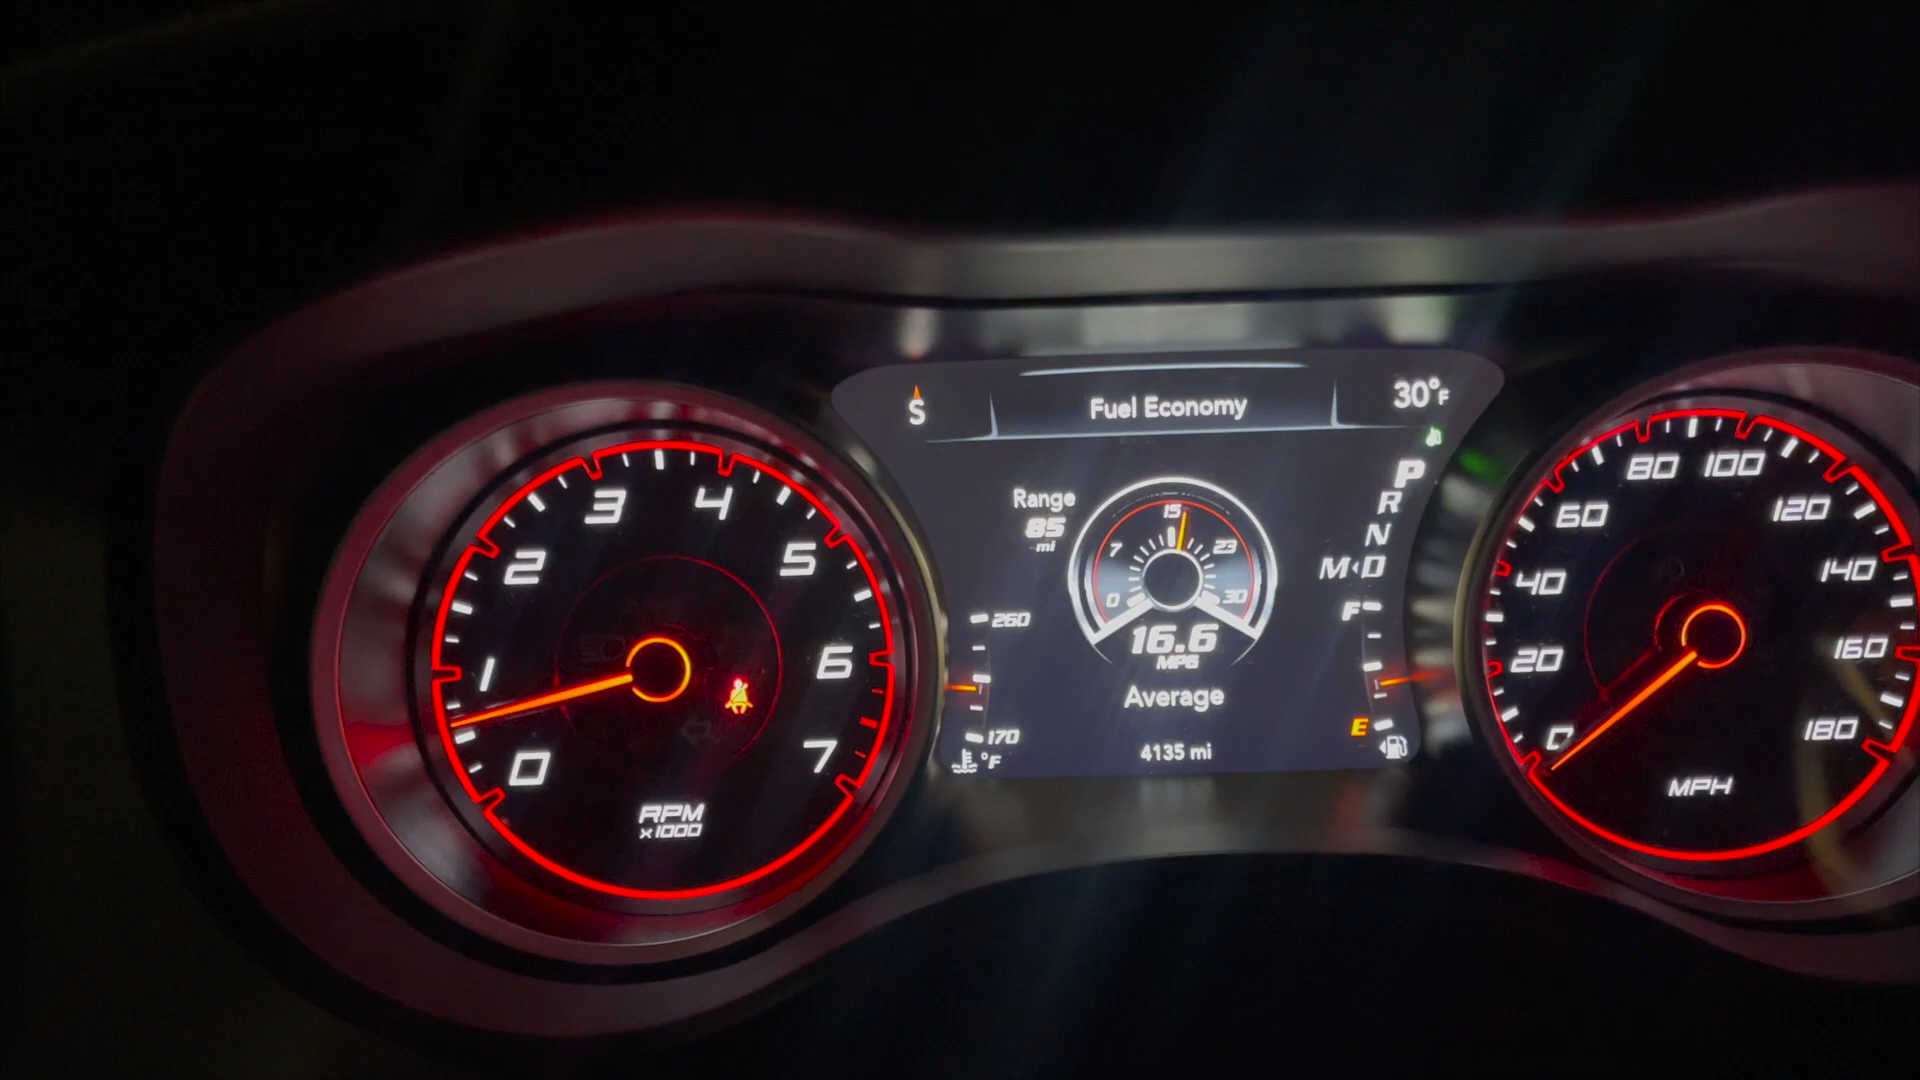 S
Fuel Economy
30°F
Range
85
mi
0
7
15
23
30
16.6
MPG
Average
4135 mi
260
170
°F
P
R
N
M‹D
F
E
0
1
2
3
4
5
6
7
RPM
x1000
0
20
40
60
80
100
120
140
160
180
MPH